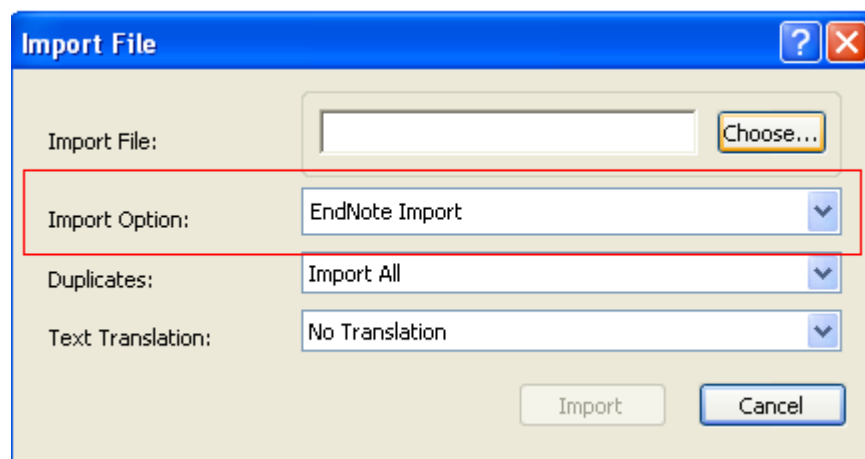 Import File
Import File:
Choose...
Import Option:
EndNote Import
Duplicates:
Import All
Text Translation:
No Translation
Import
Cancel